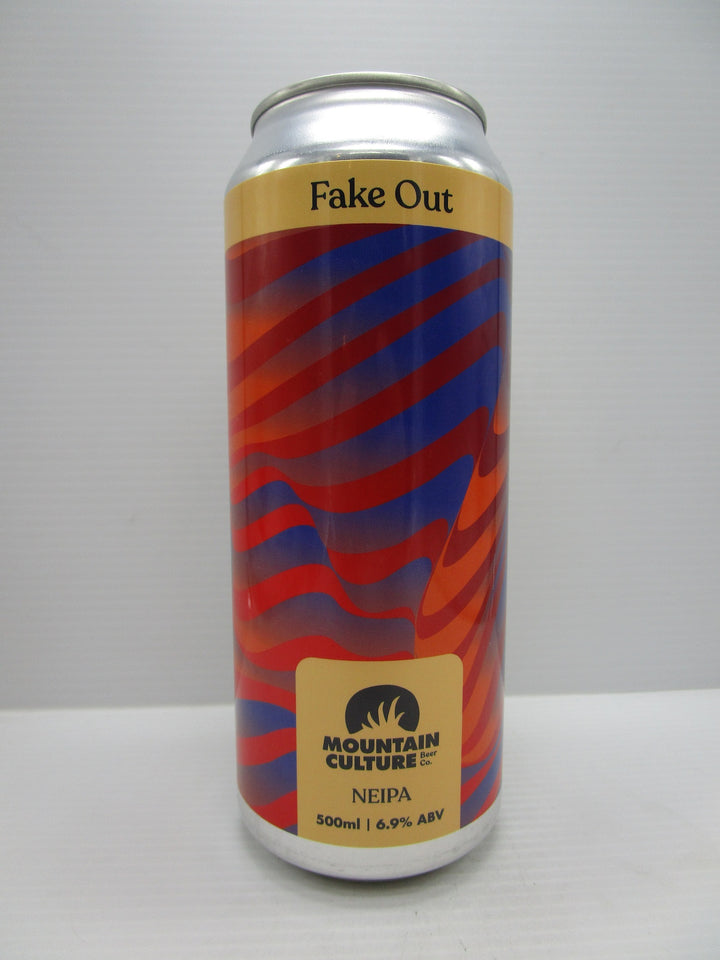 Fake Out
MOUNTAIN
CULTURE Beer Co.
NEIPA
500ml | 6.9% ABV